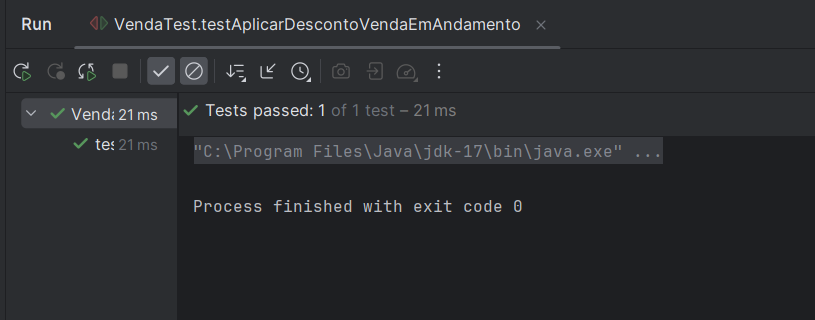 Run VendaTest.testAplicarDescontoVendaEmAndamento
Tests passed: 1 of 1 test – 21 ms
Venda 21 ms
tes 21 ms
"C:\Program Files\Java\jdk-17\bin\java.exe" ...
Process finished with exit code 0